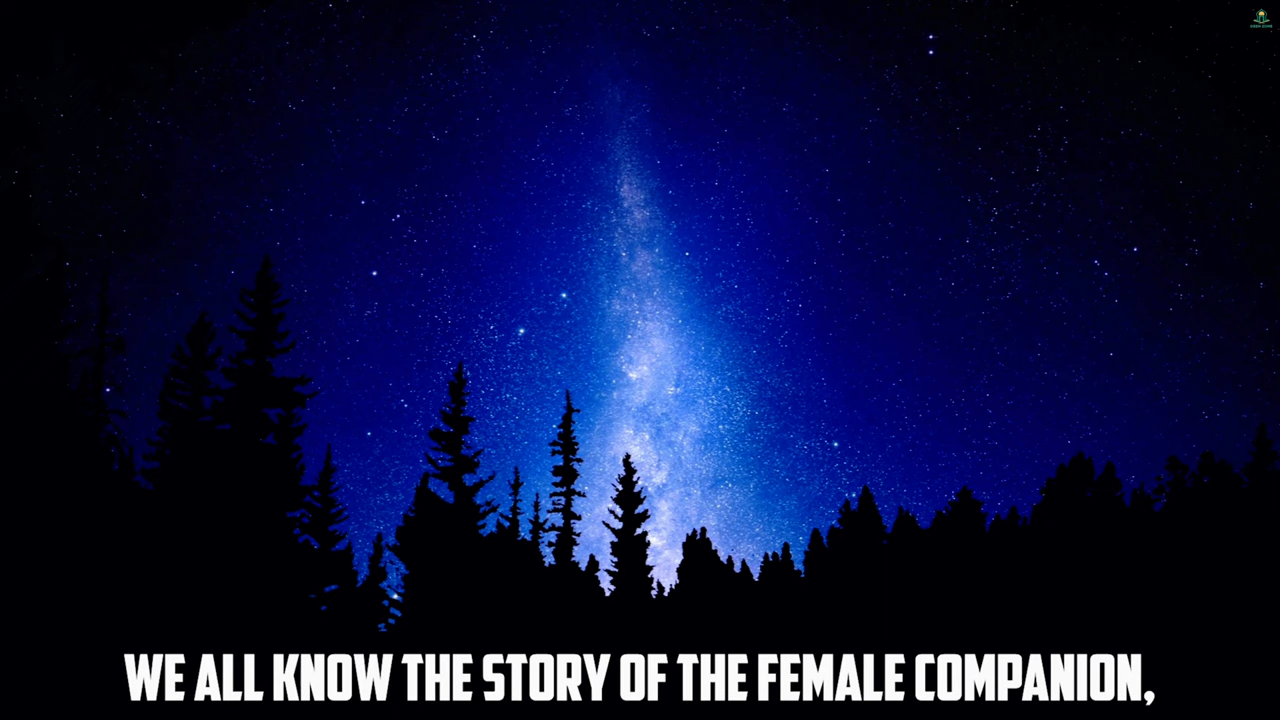 WE ALL KNOW THE STORY OF THE FEMALE COMPANION,